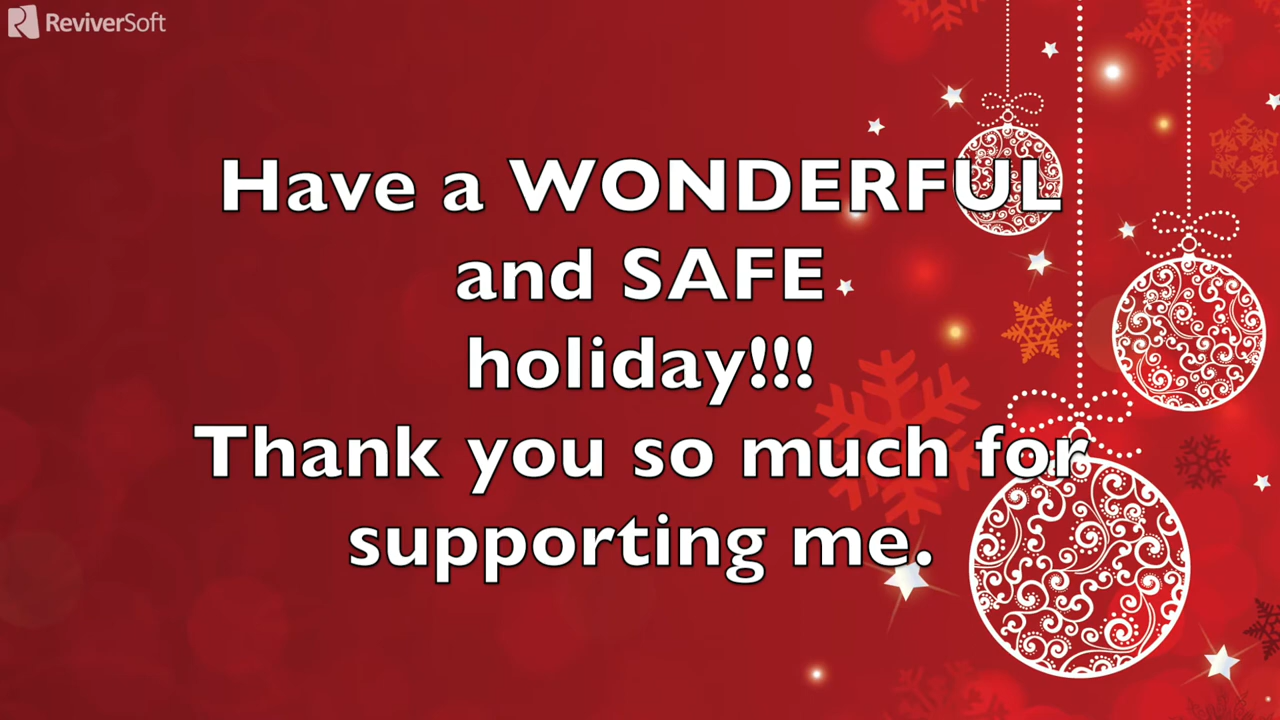 ReviverSoft
Have a WONDERFUL
and SAFE
holiday!!!
Thank you so much for
supporting me.